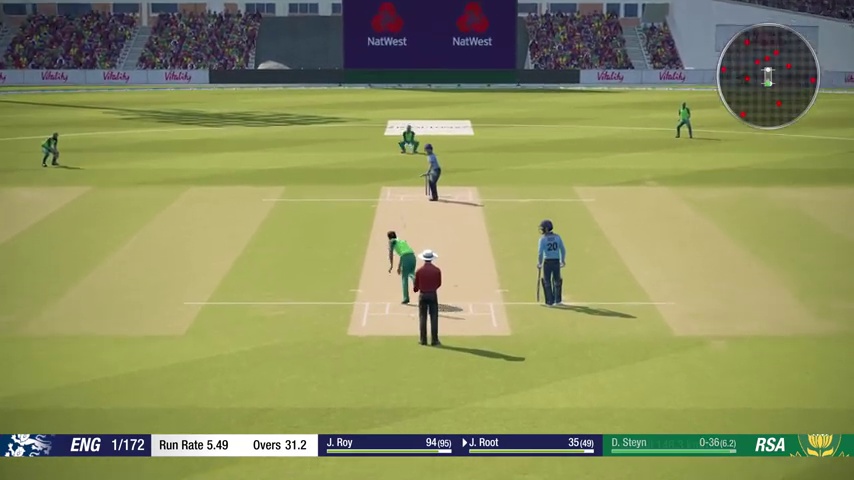 NatWest NatWest
Vitality Vitality Vitality Vitality Vitality
20
ENG 1/172 Run Rate 5.49 Overs 31.2 J. Roy 94(95) J. Root 35(49) D. Steyn 0-36(6.2) RSA